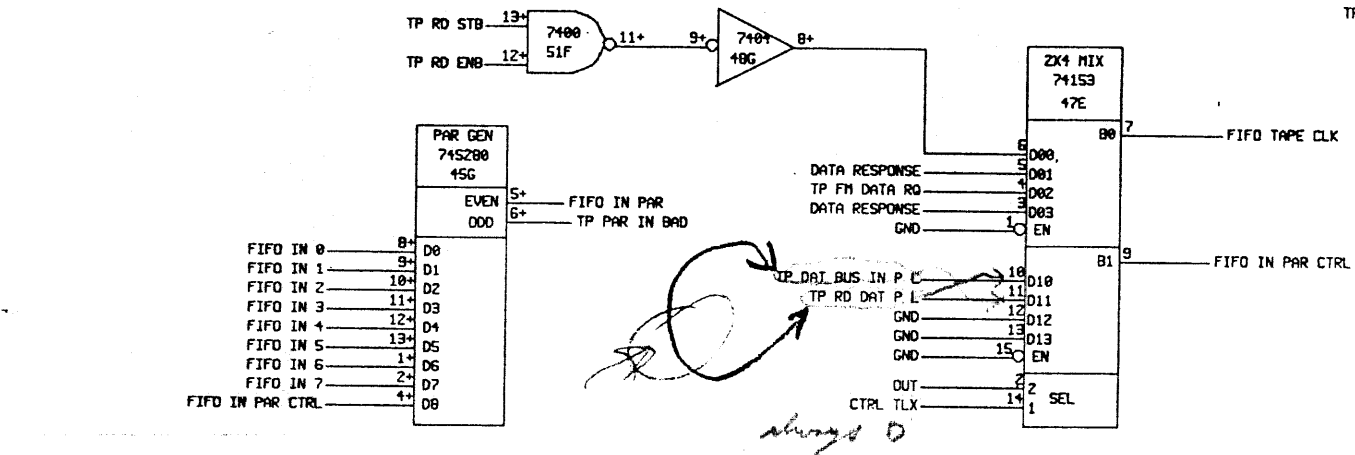 TP RD STB 13+
7400
51F
11+
TP RD ENB 12+
9+
7404
48G
8+
2X4 MIX
74153
47E
B0 7 FIFO TAPE CLK
6 D00,
DATA RESPONSE 5 D01
TP FM DATA RQ 4 D02
DATA RESPONSE 3 D03
GND 1 EN
B1 9 FIFO IN PAR CTRL
TP DAT BUS IN P C 10 D10
TP RD DAT P L 11 D11
GND 12 D12
GND 13 D13
GND 15 EN
OUT 2 2 SEL
CTRL TLX 14 1
always 0
PAR GEN
74S280
45G
EVEN 5+ FIFO IN PAR
ODD 6+ TP PAR IN BAD
FIFO IN 0 8+ D0
FIFO IN 1 9+ D1
FIFO IN 2 10+ D2
FIFO IN 3 11+ D3
FIFO IN 4 12+ D4
FIFO IN 5 13+ D5
FIFO IN 6 1+ D6
FIFO IN 7 2+ D7
FIFO IN PAR CTRL 4+ D8